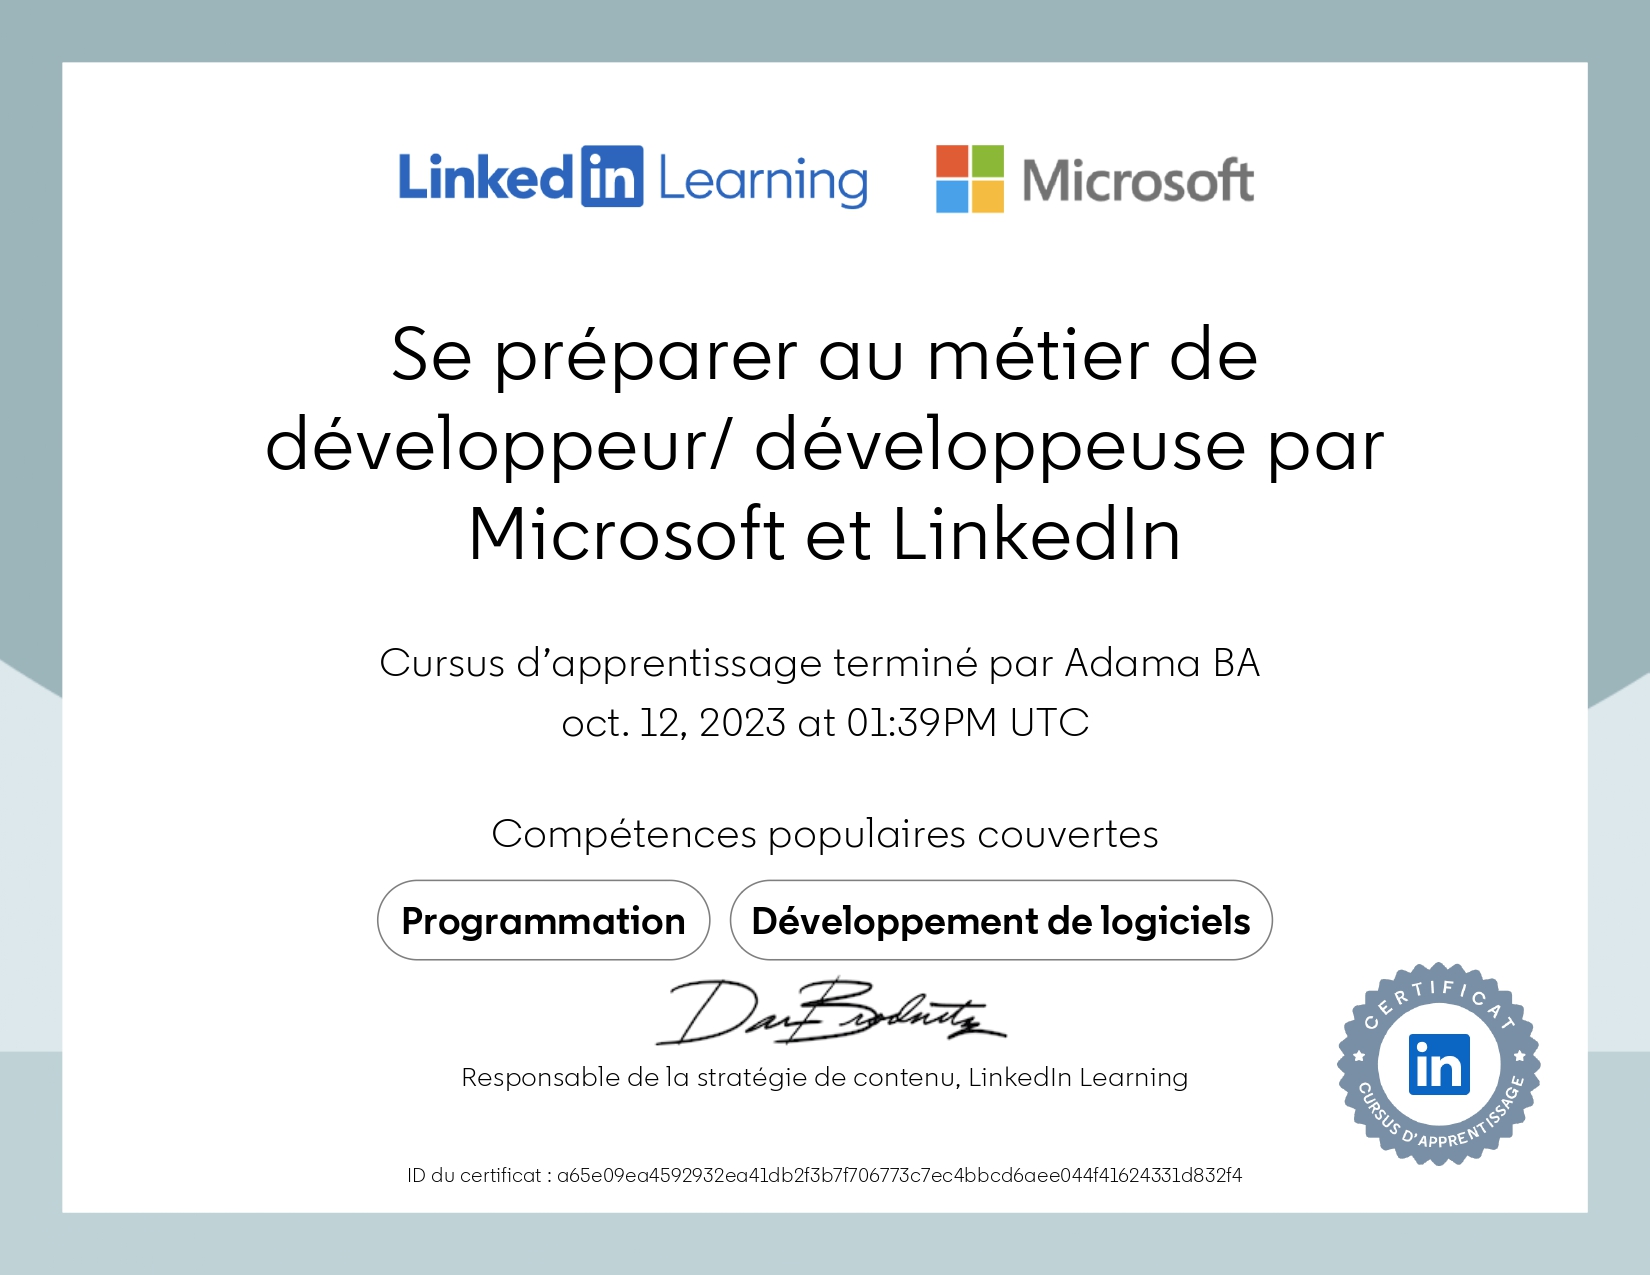 LinkedIn Learning Microsoft
Se préparer au métier de
développeur/ développeuse par
Microsoft et LinkedIn
Cursus d’apprentissage terminé par Adama BA
oct. 12, 2023 at 01:39PM UTC
Compétences populaires couvertes
Programmation Développement de logiciels
Dan Brodnitz
Responsable de la stratégie de contenu, LinkedIn Learning
CERTIFICAT
in
CURSUS D’APPRENTISSAGE
ID du certificat : a65e09ea4592932ea41db2f3b7f706773c7ec4bbcd6aee044f41624331d832f4